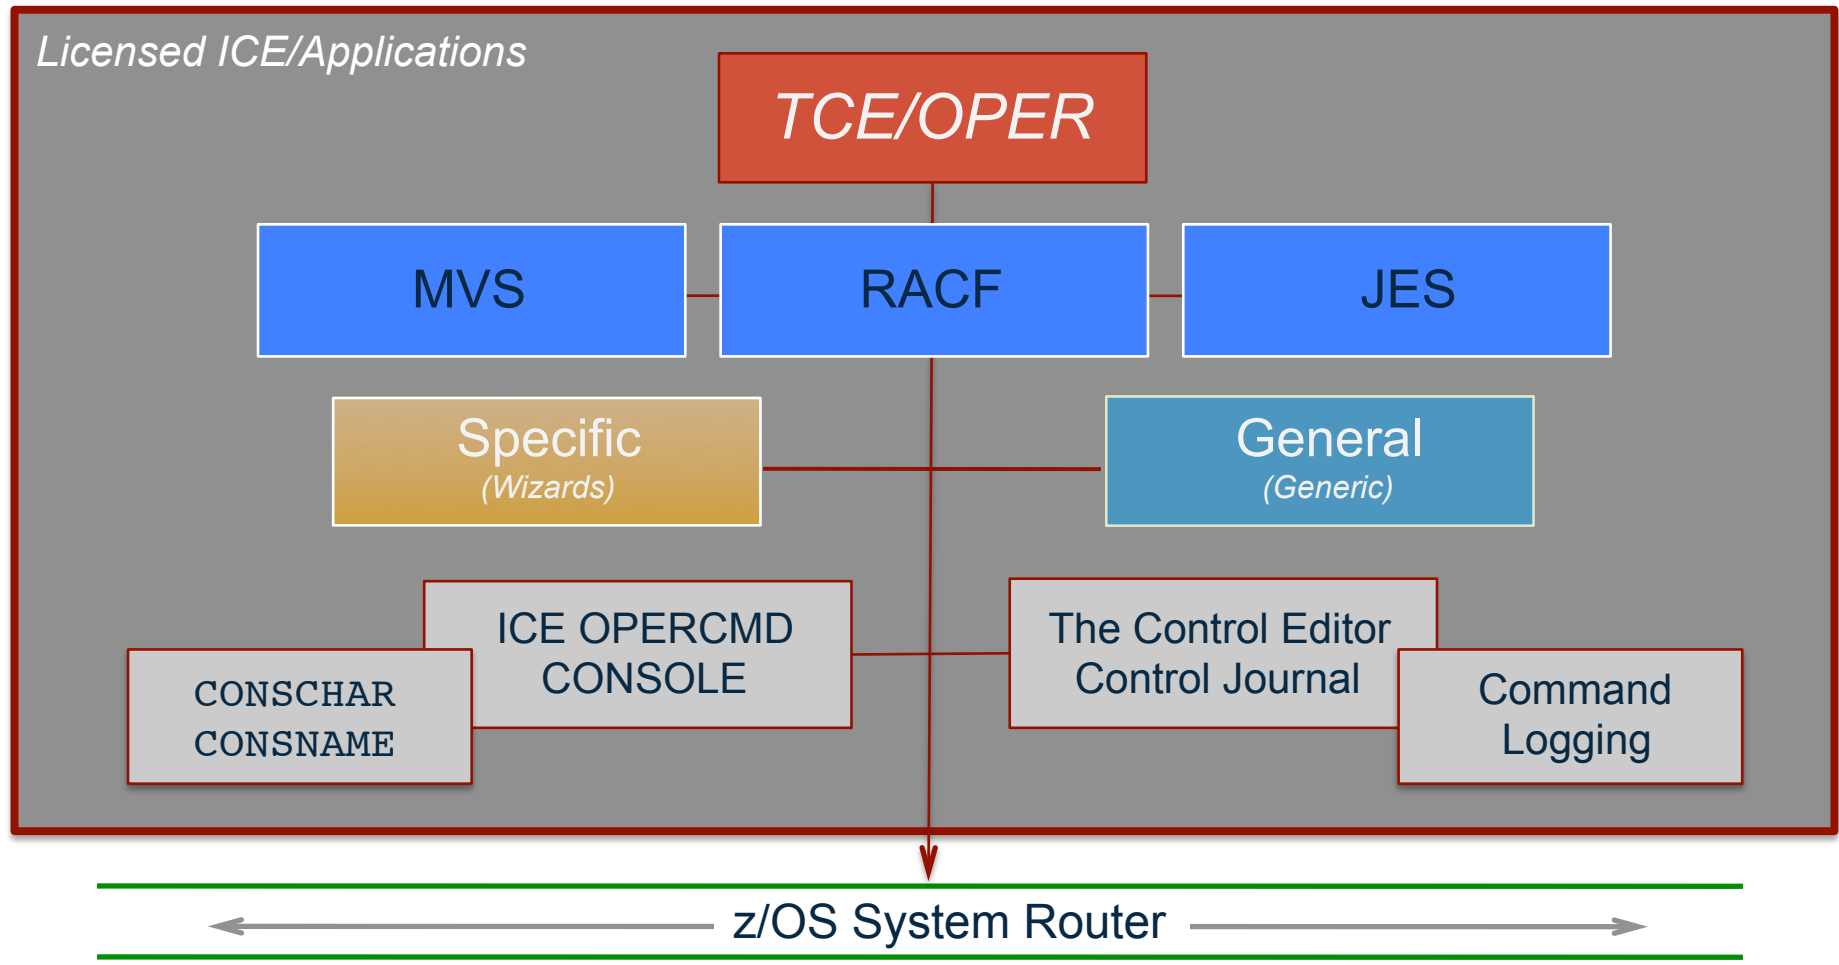 Licensed ICE/Applications
TCE/OPER
MVS
RACF
JES
Specific
(Wizards)
General
(Generic)
ICE OPERCMD
CONSOLE
CONSCHAR
CONSNAME
The Control Editor
Control Journal
Command
Logging
z/OS System Router